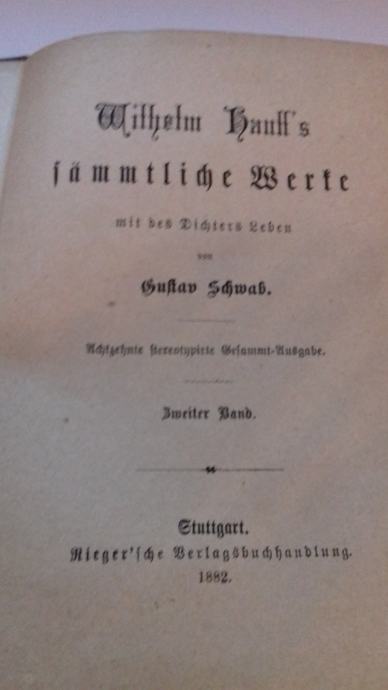 Wilhelm Hauff's
sämmtliche Werke
mit des Dichters Leben
von
Gustav Schwab.
Achtzehnte stereotypirte Gesammt-Ausgabe.
Zweiter Band.
Stuttgart.
Rieger'sche Verlagsbuchhandlung.
1882.